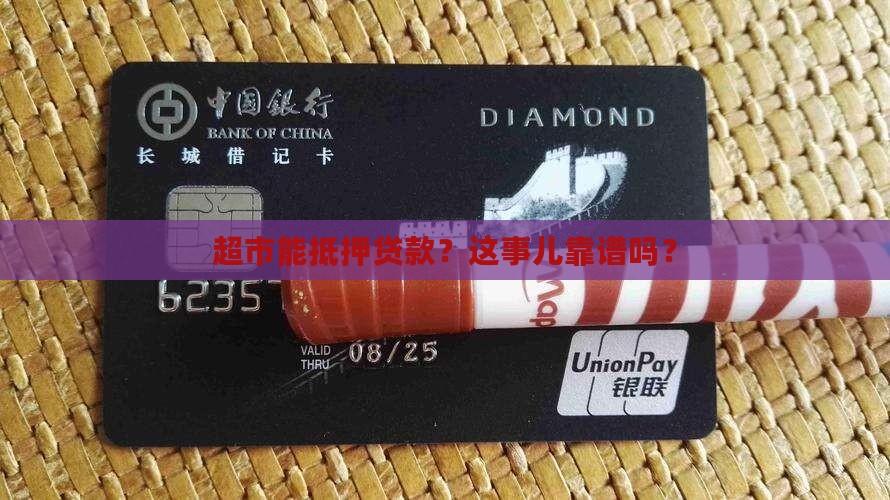 中国银行
BANK OF CHINA
DIAMOND
长城借记卡
超市能抵押贷款？这事儿靠谱吗？
6235
VALID
THRU
08/25
UnionPay
银联